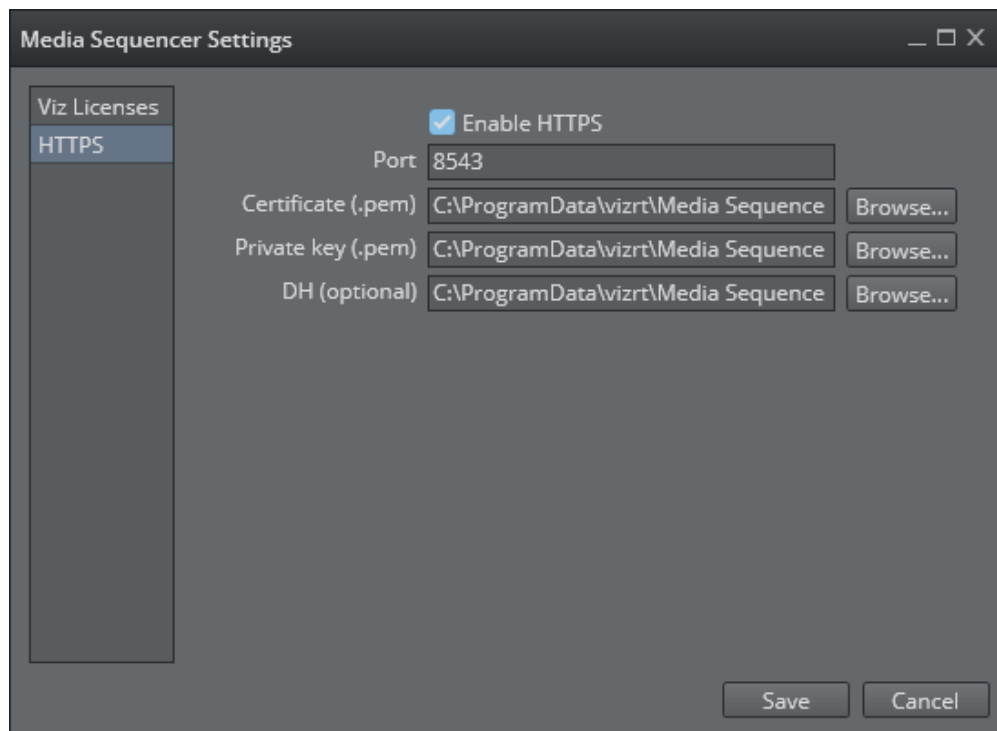 Media Sequencer Settings
Viz Licenses
HTTPS
Enable HTTPS
Port 8543
Certificate (.pem) C:\ProgramData\vizrt\Media Sequence Browse...
Private key (.pem) C:\ProgramData\vizrt\Media Sequence Browse...
DH (optional) C:\ProgramData\vizrt\Media Sequence Browse...
Save Cancel